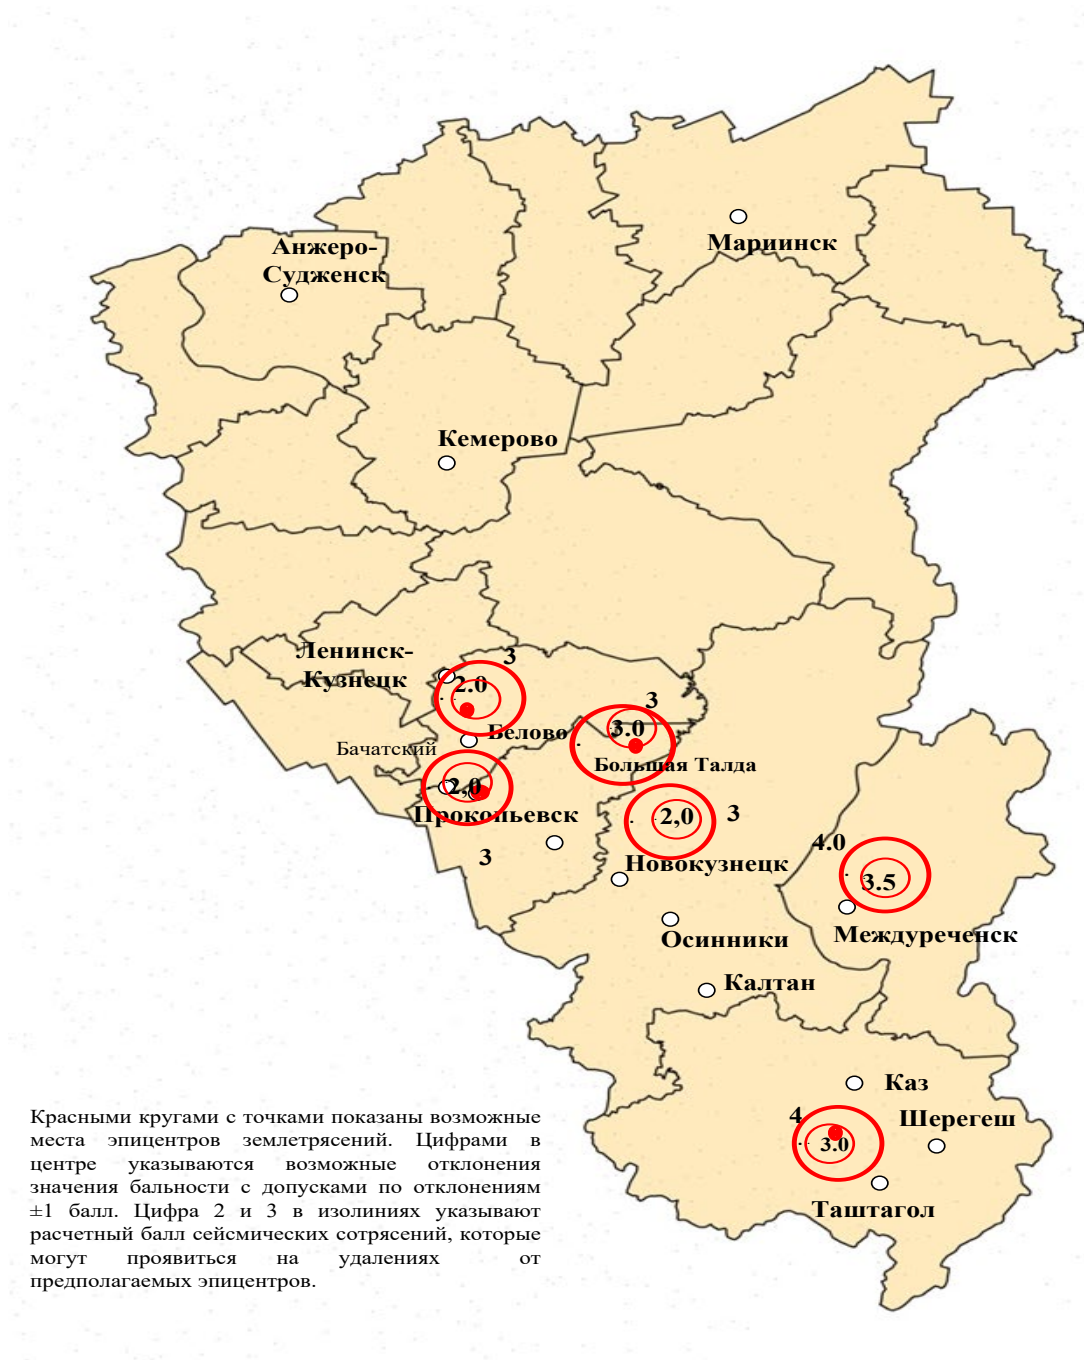 Мариинск
Анжеро-
Судженск
Кемерово
Ленинск-
Кузнецк
3
2.0
Белово
3
3.0
Бачатский
Большая Талда
2,0
Прокопьевск
2,0
3
3
Новокузнецк
4.0
3.5
Междуреченск
Осинники
Калтан
Каз
4
Шерегеш
3.0
Таштагол
Красными кругами с точками показаны возможные
места эпицентров землетрясений. Цифрами в
центре указываются возможные отклонения
значения бальности с допусками по отклонениям
±1 балл. Цифра 2 и 3 в изолиниях указывают
расчетный балл сейсмических сотрясений, которые
могут проявиться на удалениях от
предполагаемых эпицентров.